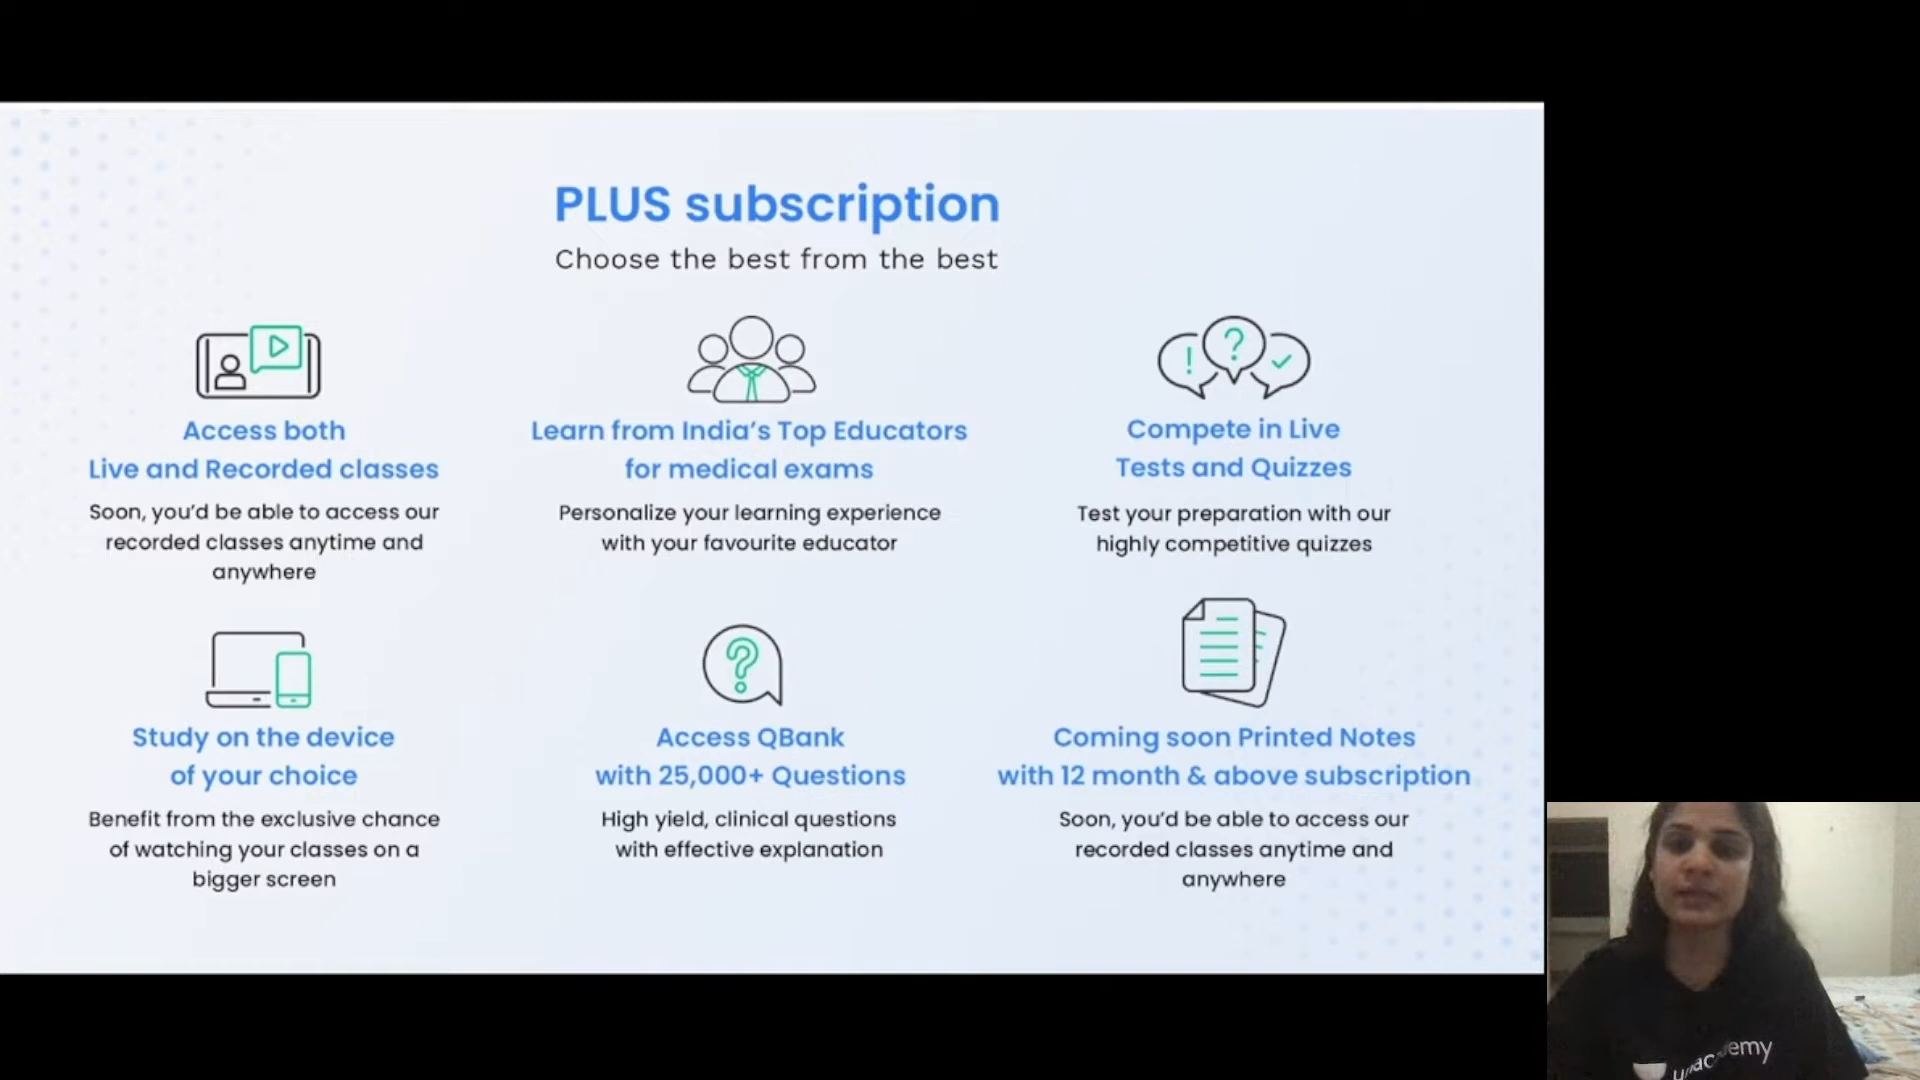 PLUS subscription
Choose the best from the best
Access both
Live and Recorded classes
Soon, you'd be able to access our
recorded classes anytime and
anywhere
Learn from India's Top Educators
for medical exams
Personalize your learning experience
with your favourite educator
Compete in Live
Tests and Quizzes
Test your preparation with our
highly competitive quizzes
Study on the device
of your choice
Benefit from the exclusive chance
of watching your classes on a
bigger screen
Access QBank
with 25,000+ Questions
High yield, clinical questions
with effective explanation
Coming soon Printed Notes
with 12 month & above subscription
Soon, you'd be able to access our
recorded classes anytime and
anywhere